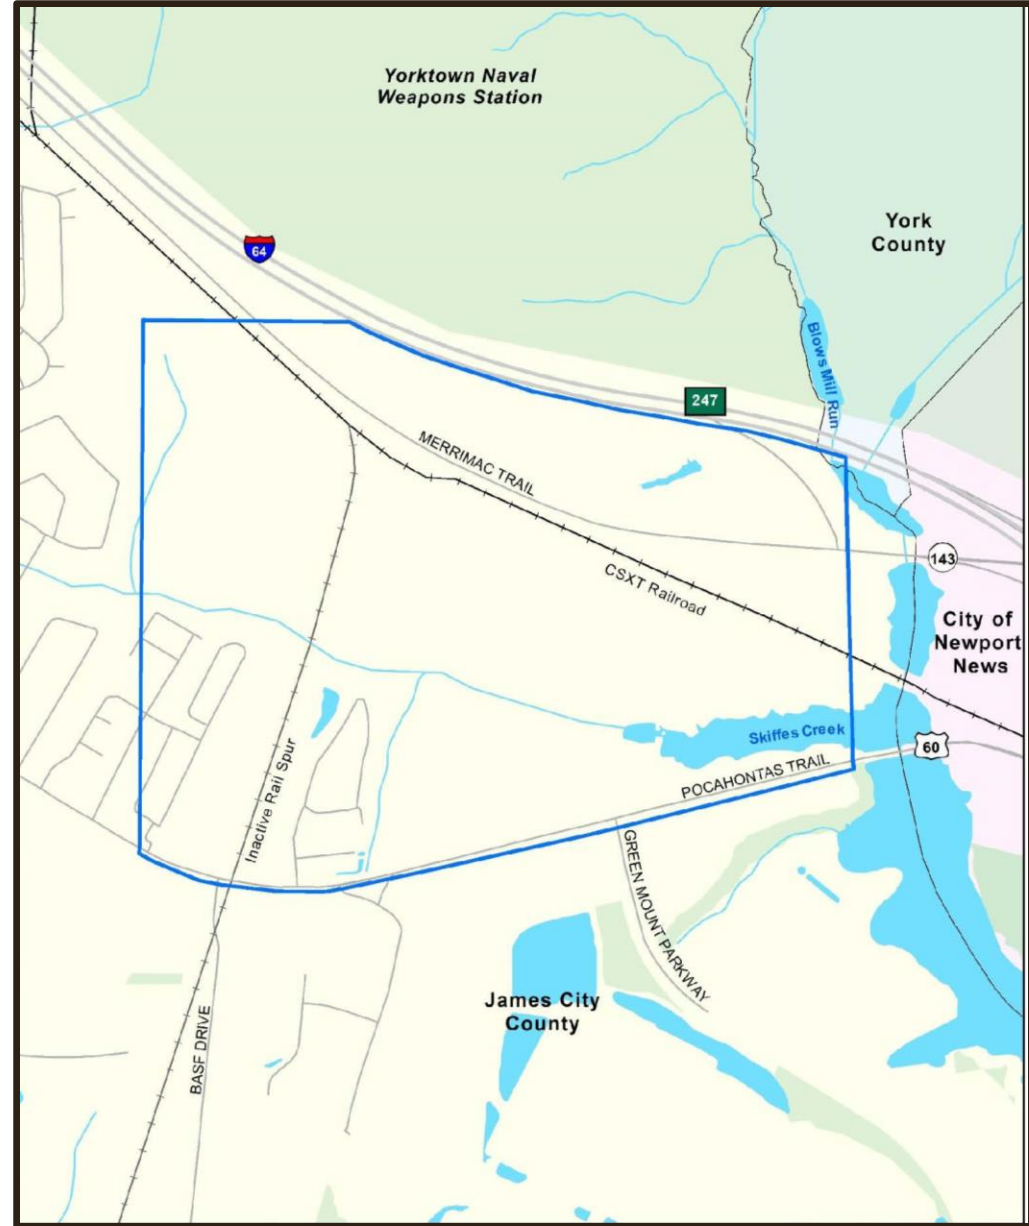 Yorktown Naval
Weapons Station
York
County
64
Blows Mill Run
247
MERRIMAC TRAIL
143
CSXT Railroad
City of
Newport
News
Skiffes Creek
60
POCAHONTAS TRAIL
Inactive Rail Spur
GREEN MOUNT PARKWAY
James City
County
BASF DRIVE